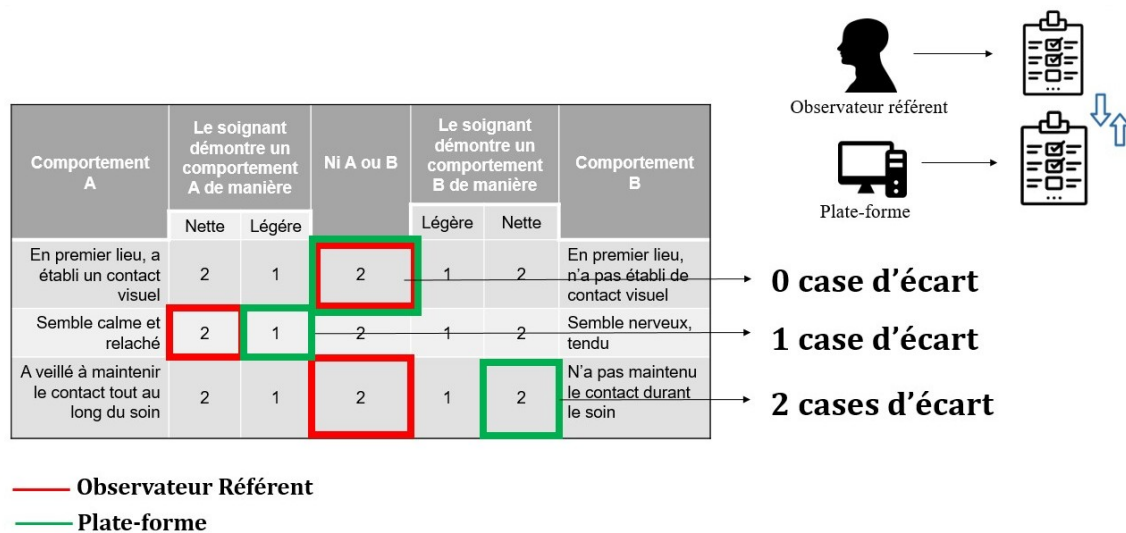 Observateur référent
Plate-forme
Comportement
A
Le soignant
démontre un
comportement
A de manière
Ni A ou B
Le soignant
démontre un
comportement
B de manière
Comportement
B
Nette
Légére
Légère
Nette
En premier lieu, a
établi un contact
visuel
2
1
2
1
2
En premier lieu,
n'a pas établi de
contact visuel
0 case d'écart
Semble calme et
relaché
2
1
2
1
2
Semble nerveux,
tendu
1 case d'écart
A veillé à maintenir
le contact tout au
long du soin
2
1
2
1
2
N'a pas maintenu
le contact durant
le soin
2 cases d'écart
Observateur Référent
Plate-forme